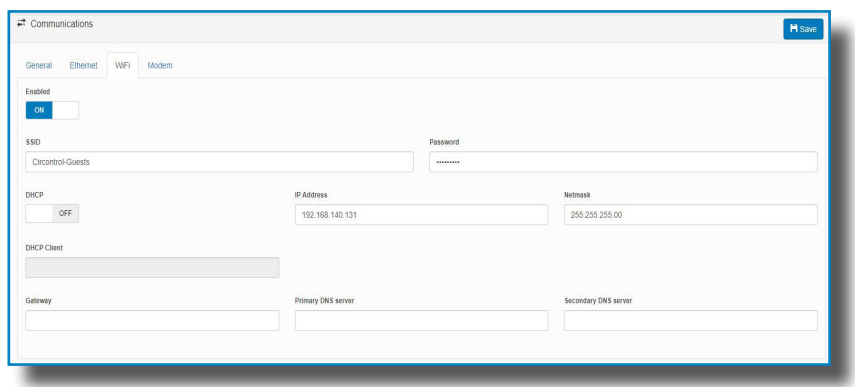 Communications
Save
General Ethernet WiFi Modem
Enabled
ON
SSID Password
Circontrol-Guests •••••••••
DHCP IP Address Netmask
OFF 192.168.140.131 255.255.255.00
DHCP Client
Gateway Primary DNS server Secondary DNS server